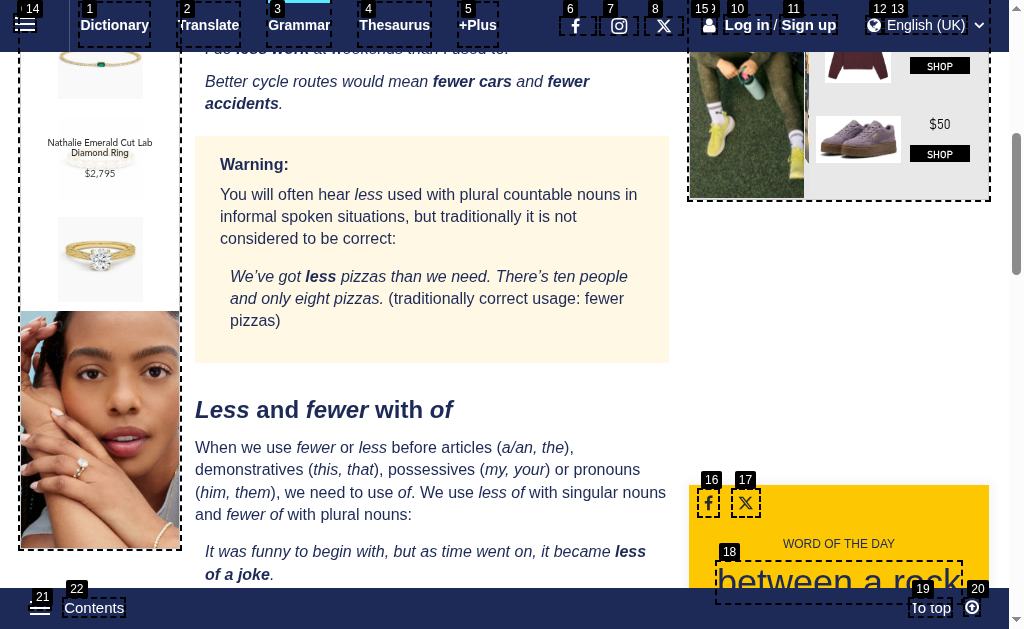 14 1 2 3 4 5 6 7 8 15 9 10 11 12 13
Dictionary Translate Grammar Thesaurus +Plus Log in / Sign up English (UK)
Better cycle routes would mean fewer cars and fewer
accidents.
Nathalie Emerald Cut Lab
Diamond Ring
$2,795
SHOP
$50
SHOP
Warning:
You will often hear less used with plural countable nouns in
informal spoken situations, but traditionally it is not
considered to be correct:
We’ve got less pizzas than we need. There’s ten people
and only eight pizzas. (traditionally correct usage: fewer
pizzas)
Less and fewer with of
When we use fewer or less before articles (a/an, the),
demonstratives (this, that), possessives (my, your) or pronouns
(him, them), we need to use of. We use less of with singular nouns
and fewer of with plural nouns:
It was funny to begin with, but as time went on, it became less
of a joke.
16 17
WORD OF THE DAY
18
between a rock
21 22 19 20
Contents To top